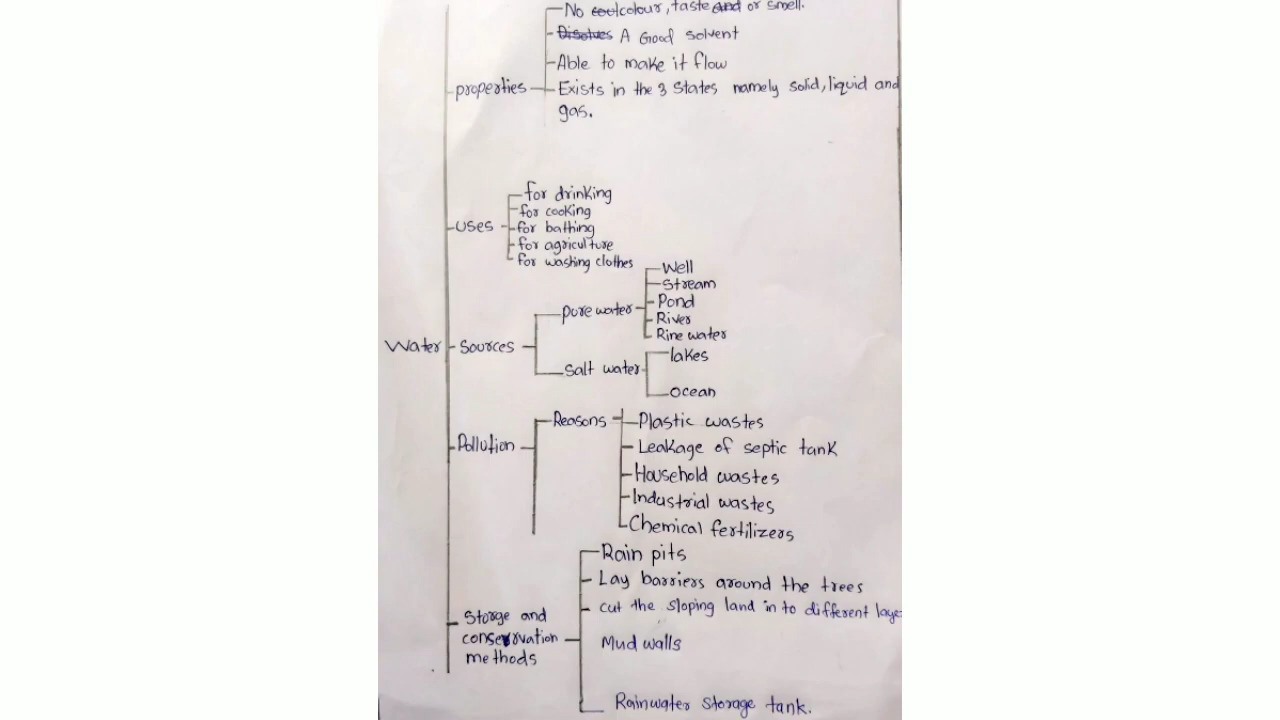 No colour, taste or smell.
A Good solvent
Able to make it flow
properties
Exists in the 3 States namely solid, liquid and
gas.
for drinking
for cooking
uses
for bathing
for agriculture
for washing clothes
Well
Stream
Pond
pure water
River
Rine water
Water
Sources
lakes
Salt water
Ocean
Reasons
Plastic wastes
Pollution
Leakage of septic tank
Household wastes
Industrial wastes
Chemical fertilizers
Rain pits
Lay barriers around the trees
cut the sloping land in to different laye
Storge and
conservation
methods
Mud walls
Rainwater storage tank.